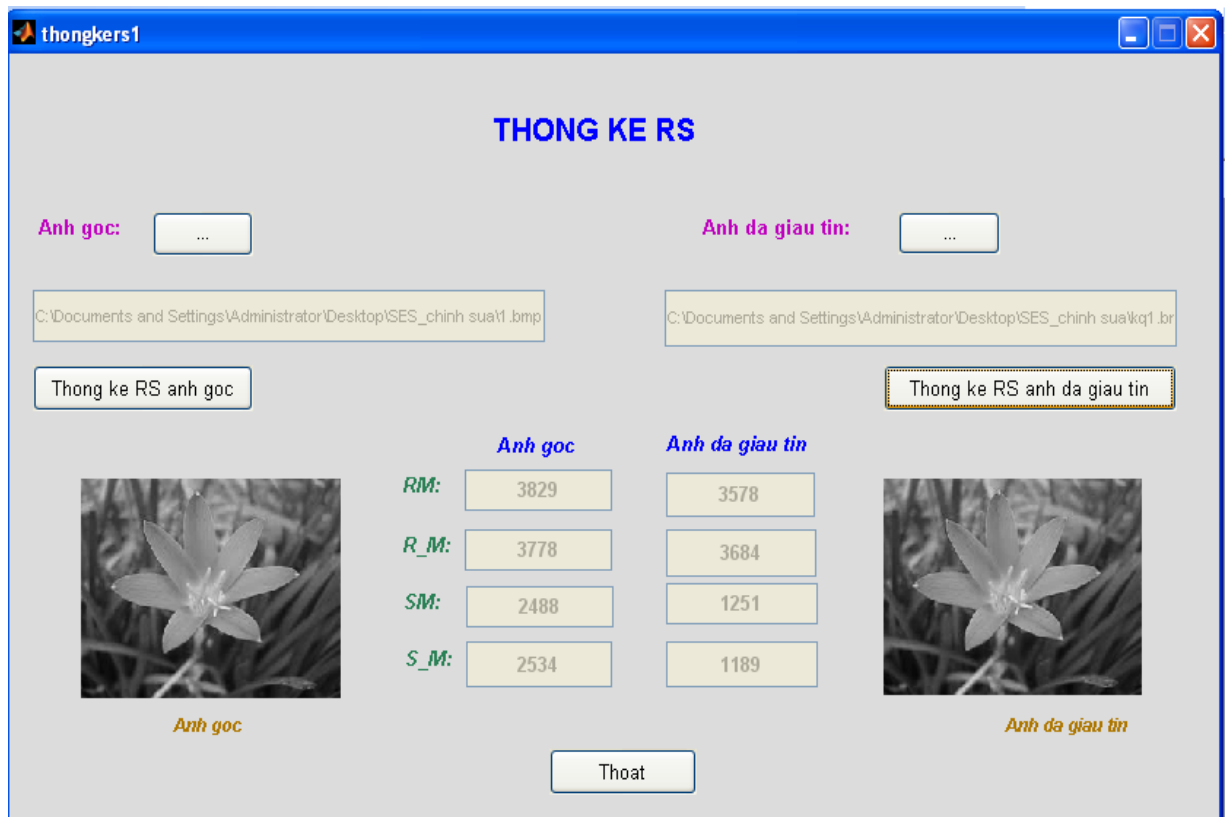 thongkers1
THONG KE RS
Anh goc: ... Anh da giau tin: ...
C:\Documents and Settings\Administrator\Desktop\SES_chinh sua\1.bmp C:\Documents and Settings\Administrator\Desktop\SES_chinh sua\kq1.br
Thong ke RS anh goc Thong ke RS anh da giau tin
Anh goc Anh da giau tin
RM: 3829 3578
R_M: 3778 3684
SM: 2488 1251
S_M: 2534 1189
Anh goc Anh da giau tin
Thoat